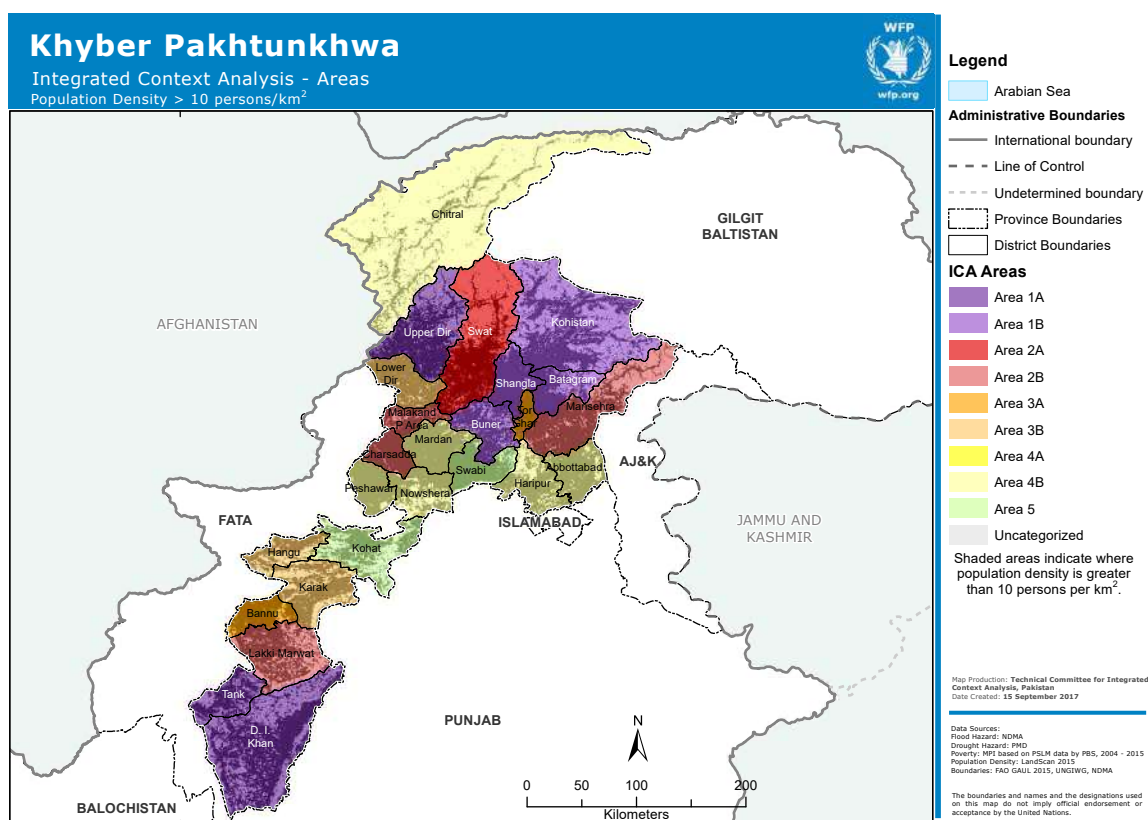 Khyber Pakhtunkhwa
Integrated Context Analysis - Areas
Population Density > 10 persons/km²
WFP
wfp.org
Chitral
GILGIT
BALTISTAN
AFGHANISTAN
Upper Dir
Swat
Kohistan
Lower
Dir
Shangla
Batagram
Malakand
P Area
Buner
Tor
Ghar
Mansehra
Mardan
Charsadda
Swabi
Abbottabad
AJ&K
Peshawar
Nowshera
Haripur
FATA
ISLAMABAD
JAMMU AND
KASHMIR
Hangu
Kohat
Karak
Bannu
Lakki Marwat
Tank
D. I.
Khan
PUNJAB
BALOCHISTAN
N
0 50 100 200
Kilometers
Legend
Arabian Sea
Administrative Boundaries
International boundary
Line of Control
Undetermined boundary
Province Boundaries
District Boundaries
ICA Areas
Area 1A
Area 1B
Area 2A
Area 2B
Area 3A
Area 3B
Area 4A
Area 4B
Area 5
Uncategorized
Shaded areas indicate where
population density is greater
than 10 persons per km².
Map Production: Technical Committee for Integrated
Context Analysis, Pakistan
Date Created: 15 September 2017
Data Sources:
Flood Hazard: NDMA
Drought Hazard: PMD
Poverty: MPI based on PSLM data by PBS, 2004 - 2015
Population Density: LandScan 2015
Boundaries: FAO GAUL 2015, UNGIWG, NDMA
The boundaries and names and the designations used
on this map do not imply official endorsement or
acceptance by the United Nations.